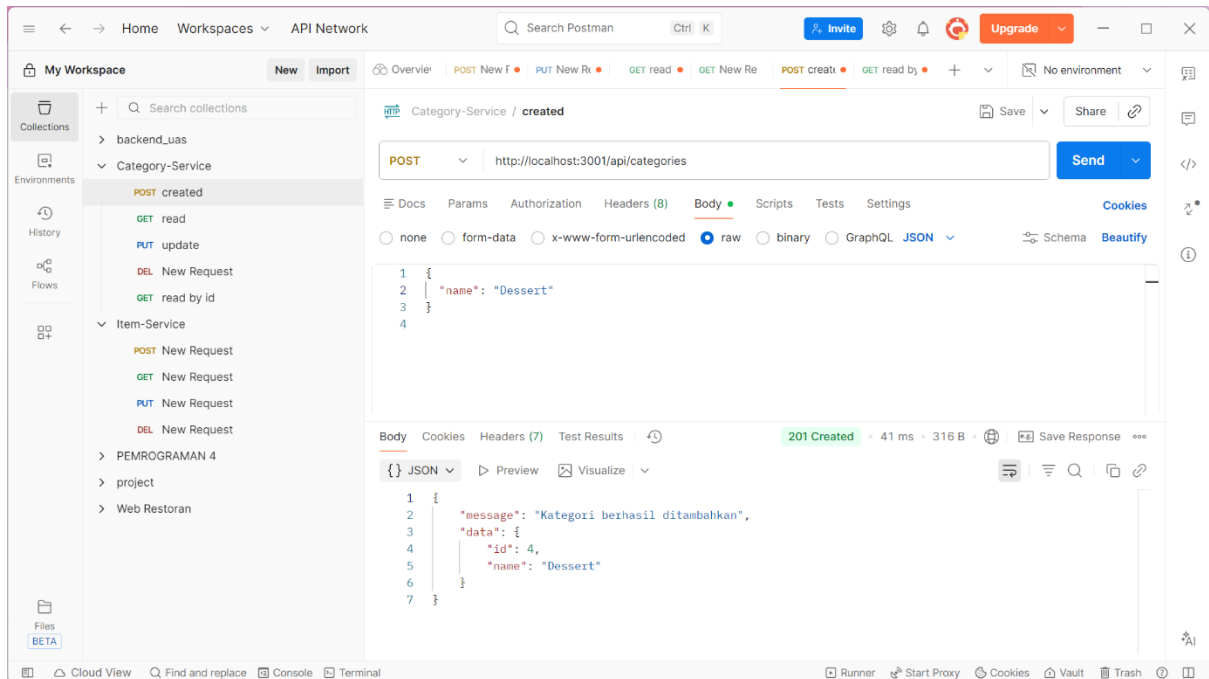 Home Workspaces API Network Search Postman Ctrl K Invite Upgrade
My Workspace New Import Overview POST New F PUT New Re GET read GET New Re POST create GET read by No environment
Collections
Environments
History
Flows
Files
BETA
Search collections
backend_uas
Category-Service
POST created
GET read
PUT update
DEL New Request
GET read by id
Item-Service
POST New Request
GET New Request
PUT New Request
DEL New Request
PEMROGRAMAN 4
project
Web Restoran
HTTP Category-Service / created Save Share
POST http://localhost:3001/api/categories Send
Docs Params Authorization Headers (8) Body Scripts Tests Settings Cookies
none form-data x-www-form-urlencoded raw binary GraphQL JSON Schema Beautify
1 {
2 "name": "Dessert"
3 }
4
Body Cookies Headers (7) Test Results 201 Created 41 ms 316 B Save Response
{} JSON Preview Visualize
1 {
2 "message": "Kategori berhasil ditambahkan",
3 "data": {
4 "id": 4,
5 "name": "Dessert"
6 }
7 }
AI
Cloud View Find and replace Console Terminal Runner Start Proxy Cookies Vault Trash